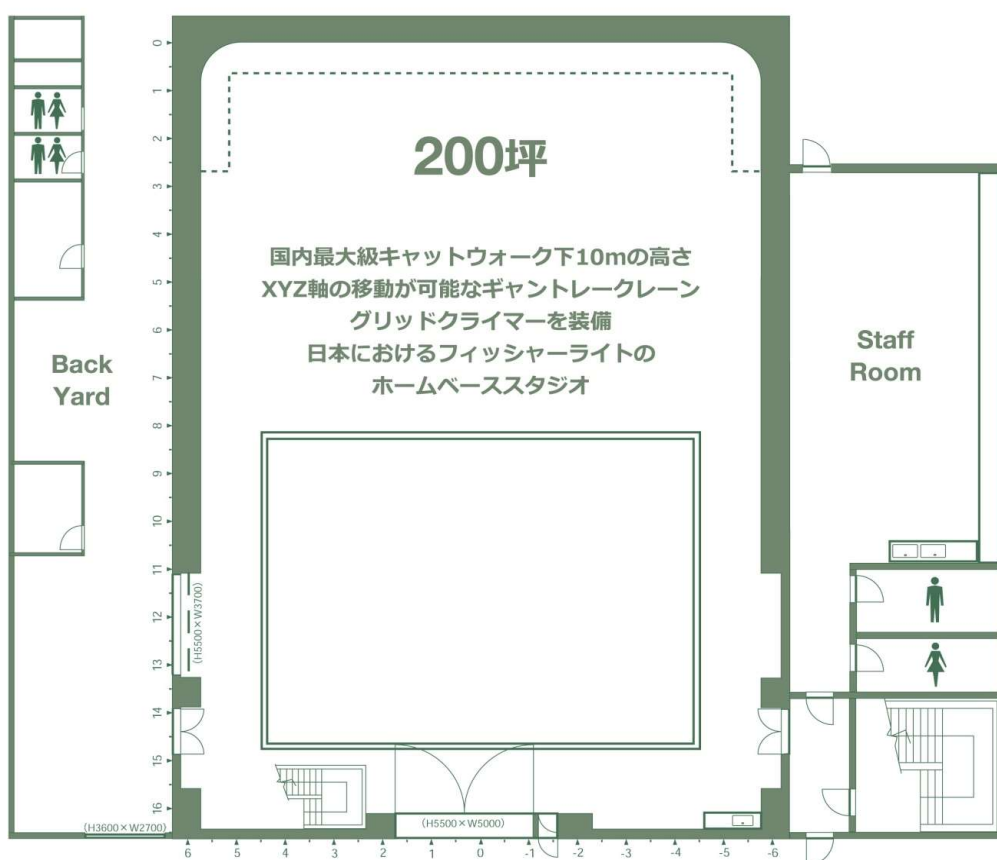 200坪
国内最大級キャットウォーク下10mの高さ
XYZ軸の移動が可能なギャントレークレーン
グリッドクライマーを装備
日本におけるフィッシャーライトの
ホームベーススタジオ
Back
Yard
Staff
Room
0
1
2
3
4
5
6
7
8
9
10
11
12
13
14
15
16
(H5500×W3700)
(H3600×W2700)
(H5500×W5000)
6 5 4 3 2 1 0 -1 -2 -3 -4 -5 -6